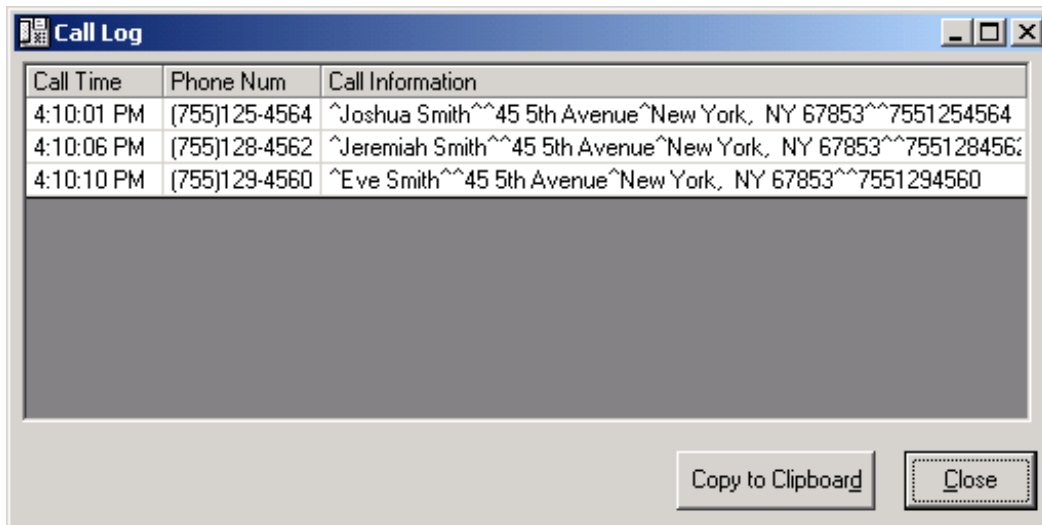 Call Log
Call Time Phone Num Call Information
4:10:01 PM (755)125-4564 ^Joshua Smith^^45 5th Avenue^New York, NY 67853^^7551254564
4:10:06 PM (755)128-4562 ^Jeremiah Smith^^45 5th Avenue^New York, NY 67853^^7551284562
4:10:10 PM (755)129-4560 ^Eve Smith^^45 5th Avenue^New York, NY 67853^^7551294560
Copy to Clipboard Close